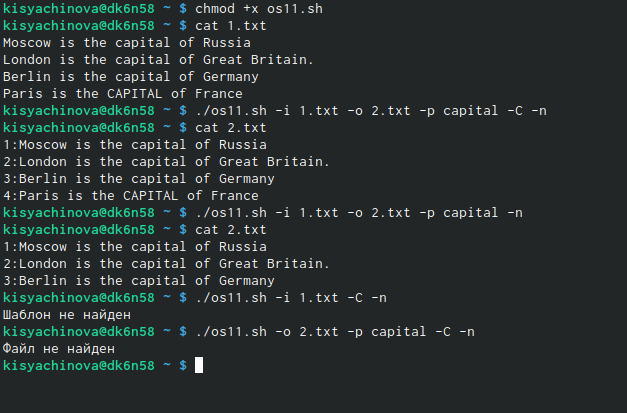 kisyachinova@dk6n58 ~ $ chmod +x os11.sh
kisyachinova@dk6n58 ~ $ cat 1.txt
Moscow is the capital of Russia
London is the capital of Great Britain.
Berlin is the capital of Germany
Paris is the CAPITAL of France
kisyachinova@dk6n58 ~ $ ./os11.sh -i 1.txt -o 2.txt -p capital -C -n
kisyachinova@dk6n58 ~ $ cat 2.txt
1:Moscow is the capital of Russia
2:London is the capital of Great Britain.
3:Berlin is the capital of Germany
4:Paris is the CAPITAL of France
kisyachinova@dk6n58 ~ $ ./os11.sh -i 1.txt -o 2.txt -p capital -n
kisyachinova@dk6n58 ~ $ cat 2.txt
1:Moscow is the capital of Russia
2:London is the capital of Great Britain.
3:Berlin is the capital of Germany
kisyachinova@dk6n58 ~ $ ./os11.sh -i 1.txt -C -n
Шаблон не найден
kisyachinova@dk6n58 ~ $ ./os11.sh -o 2.txt -p capital -C -n
Файл не найден
kisyachinova@dk6n58 ~ $